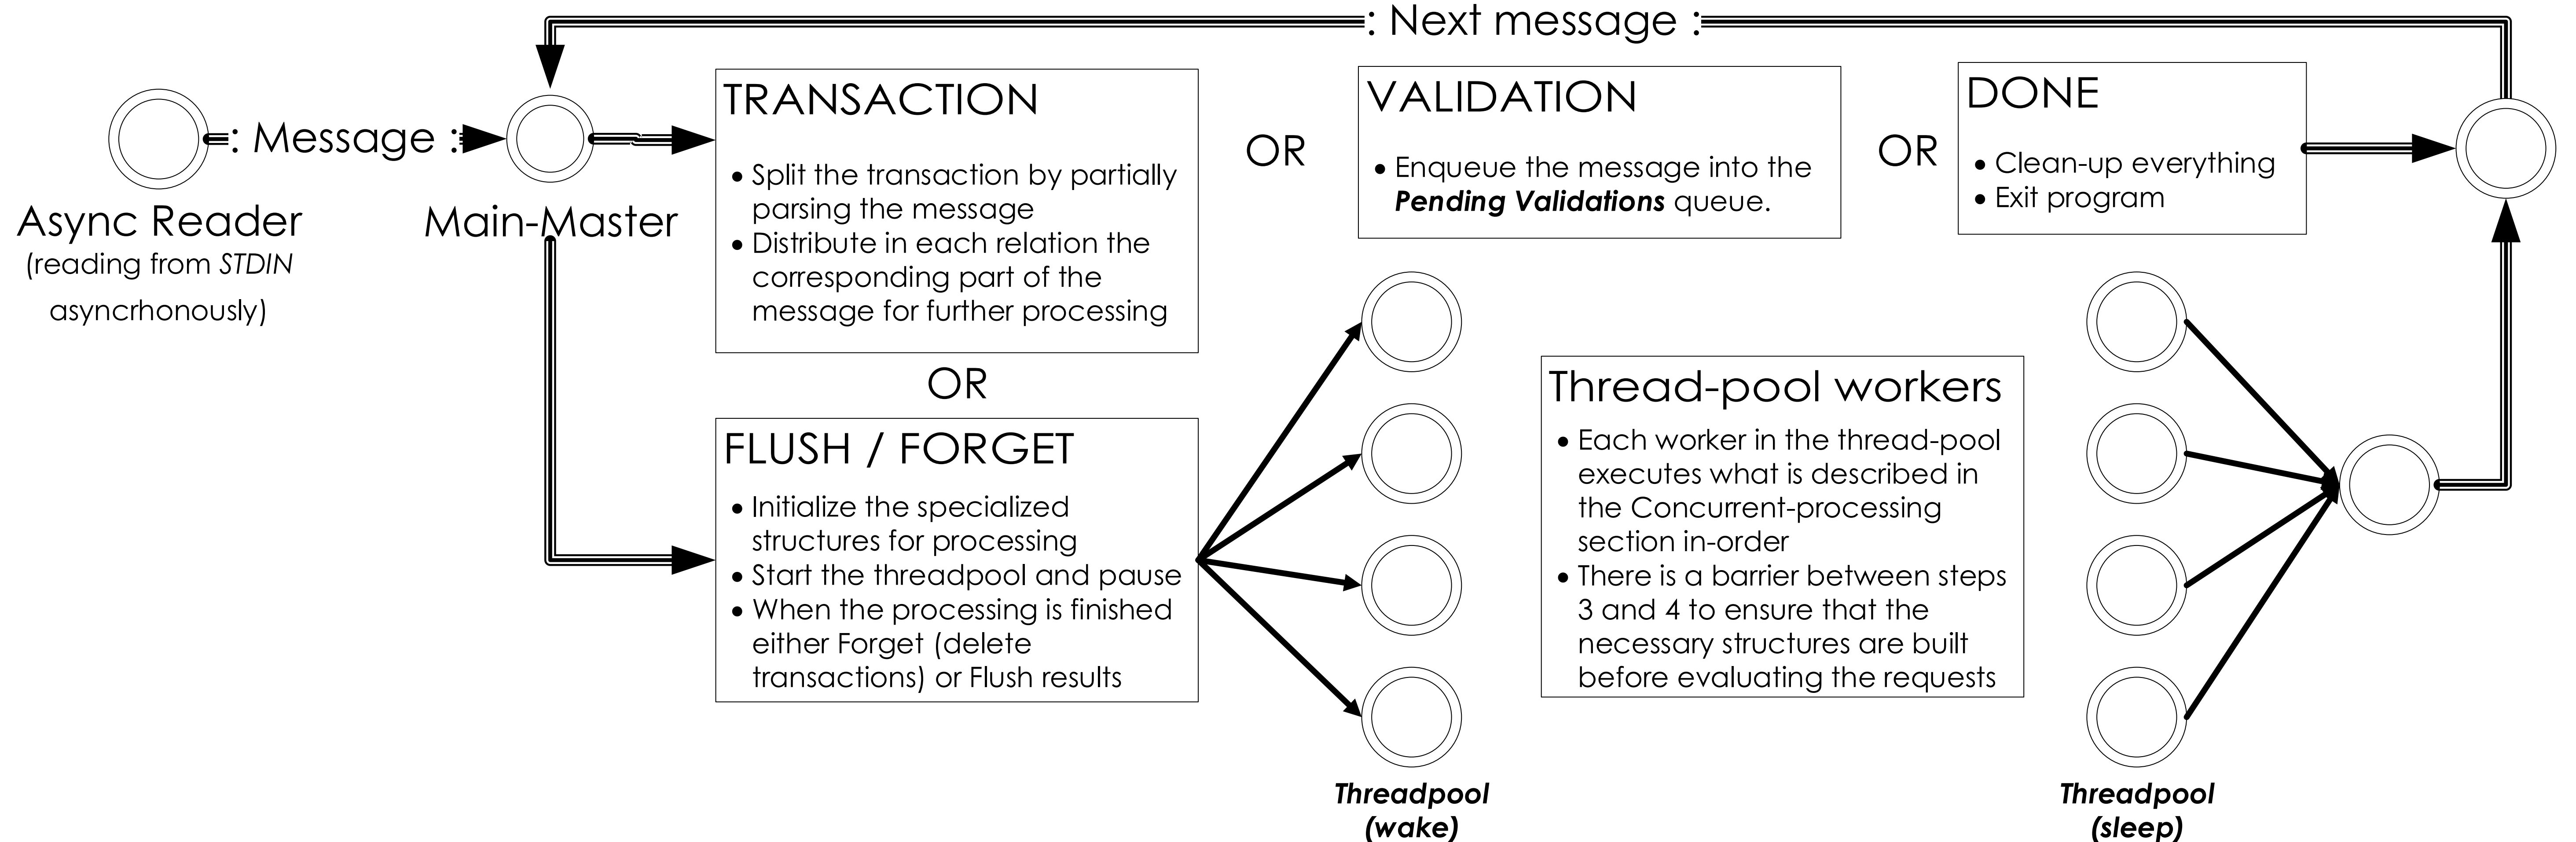 : Next message :
: Message :
Async Reader
(reading from STDIN
asyncrhonously)
Main-Master
TRANSACTION
• Split the transaction by partially
parsing the message
• Distribute in each relation the
corresponding part of the
message for further processing
OR
VALIDATION
• Enqueue the message into the
Pending Validations queue.
OR
DONE
• Clean-up everything
• Exit program
OR
FLUSH / FORGET
• Initialize the specialized
structures for processing
• Start the threadpool and pause
• When the processing is finished
either Forget (delete
transactions) or Flush results
Threadpool
(wake)
Thread-pool workers
• Each worker in the thread-pool
executes what is described in
the Concurrent-processing
section in-order
• There is a barrier between steps
3 and 4 to ensure that the
necessary structures are built
before evaluating the requests
Threadpool
(sleep)